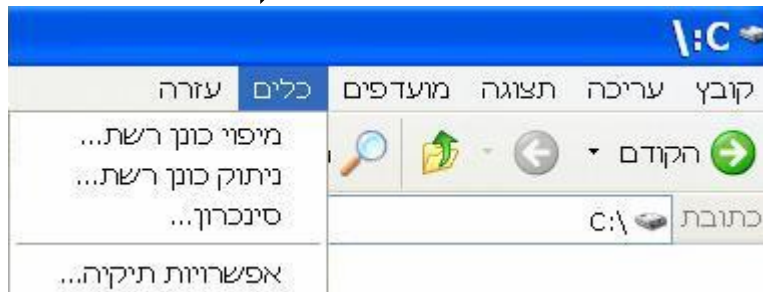 C:\
קובץ עריכה תצוגה מועדפים כלים עזרה
הקודם
כתובת C:\
מיפוי כונן רשת...
ניתוק כונן רשת...
סינכרון...
אפשרויות תיקיה...